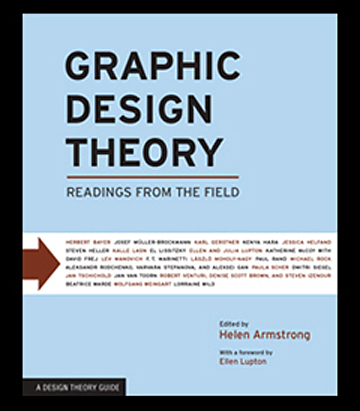 GRAPHIC
DESIGN
THEORY
READINGS FROM THE FIELD
HERBERT BAYER JOSEF MÜLLER-BROCKMANN KARL GERSTNER KENYA HARA JESSICA HELFAND
STEVEN HELLER KALLE LASN EL LISSITZKY ELLEN AND JULIA LUPTON KATHERINE McCOY WITH
DAVID FREJ LEV MANOVICH F. T. MARINETTI LÁSZLÓ MOHOLY-NAGY PAUL RAND MICHAEL ROCK
ALEKSANDR RODCHENKO, VARVARA STEPANOVA, AND ALEKSEI GAN PAULA SCHER DMITRI SIEGEL
JAN TSCHICHOLD JAN VAN TOORN ROBERT VENTURI, DENISE SCOTT BROWN, AND STEVEN IZENOUR
BEATRICE WARDE WOLFGANG WEINGART LORRAINE WILD
Edited by
Helen Armstrong
With a foreword by
Ellen Lupton
A DESIGN THEORY GUIDE